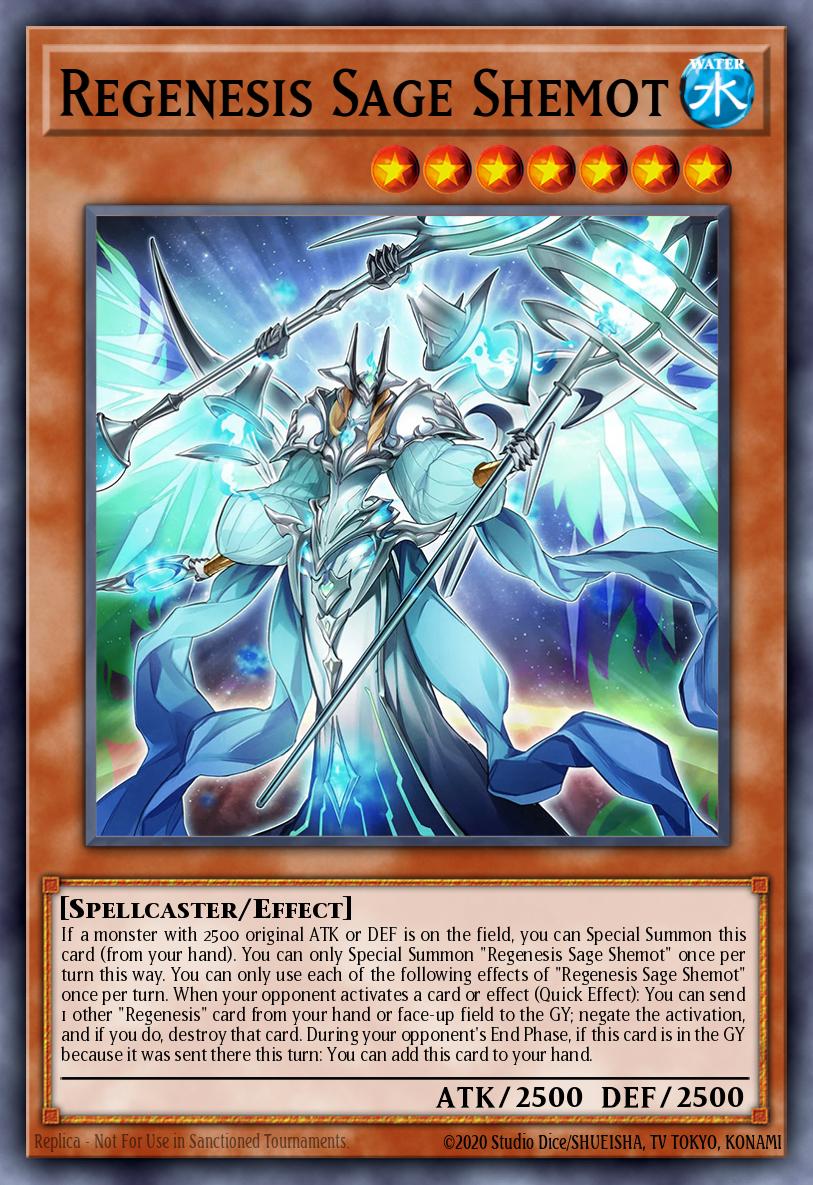 Regenesis Sage Shemot
WATER
水
[Spellcaster/Effect]
If a monster with 2500 original ATK or DEF is on the field, you can Special Summon this
card (from your hand). You can only Special Summon "Regenesis Sage Shemot" once per
turn this way. You can only use each of the following effects of "Regenesis Sage Shemot"
once per turn. When your opponent activates a card or effect (Quick Effect): You can send
1 other "Regenesis" card from your hand or face-up field to the GY; negate the activation,
and if you do, destroy that card. During your opponent's End Phase, if this card is in the GY
because it was sent there this turn: You can add this card to your hand.
ATK/2500 DEF/2500
Replica - Not For Use in Sanctioned Tournaments.
©2020 Studio Dice/SHUEISHA, TV TOKYO, KONAMI